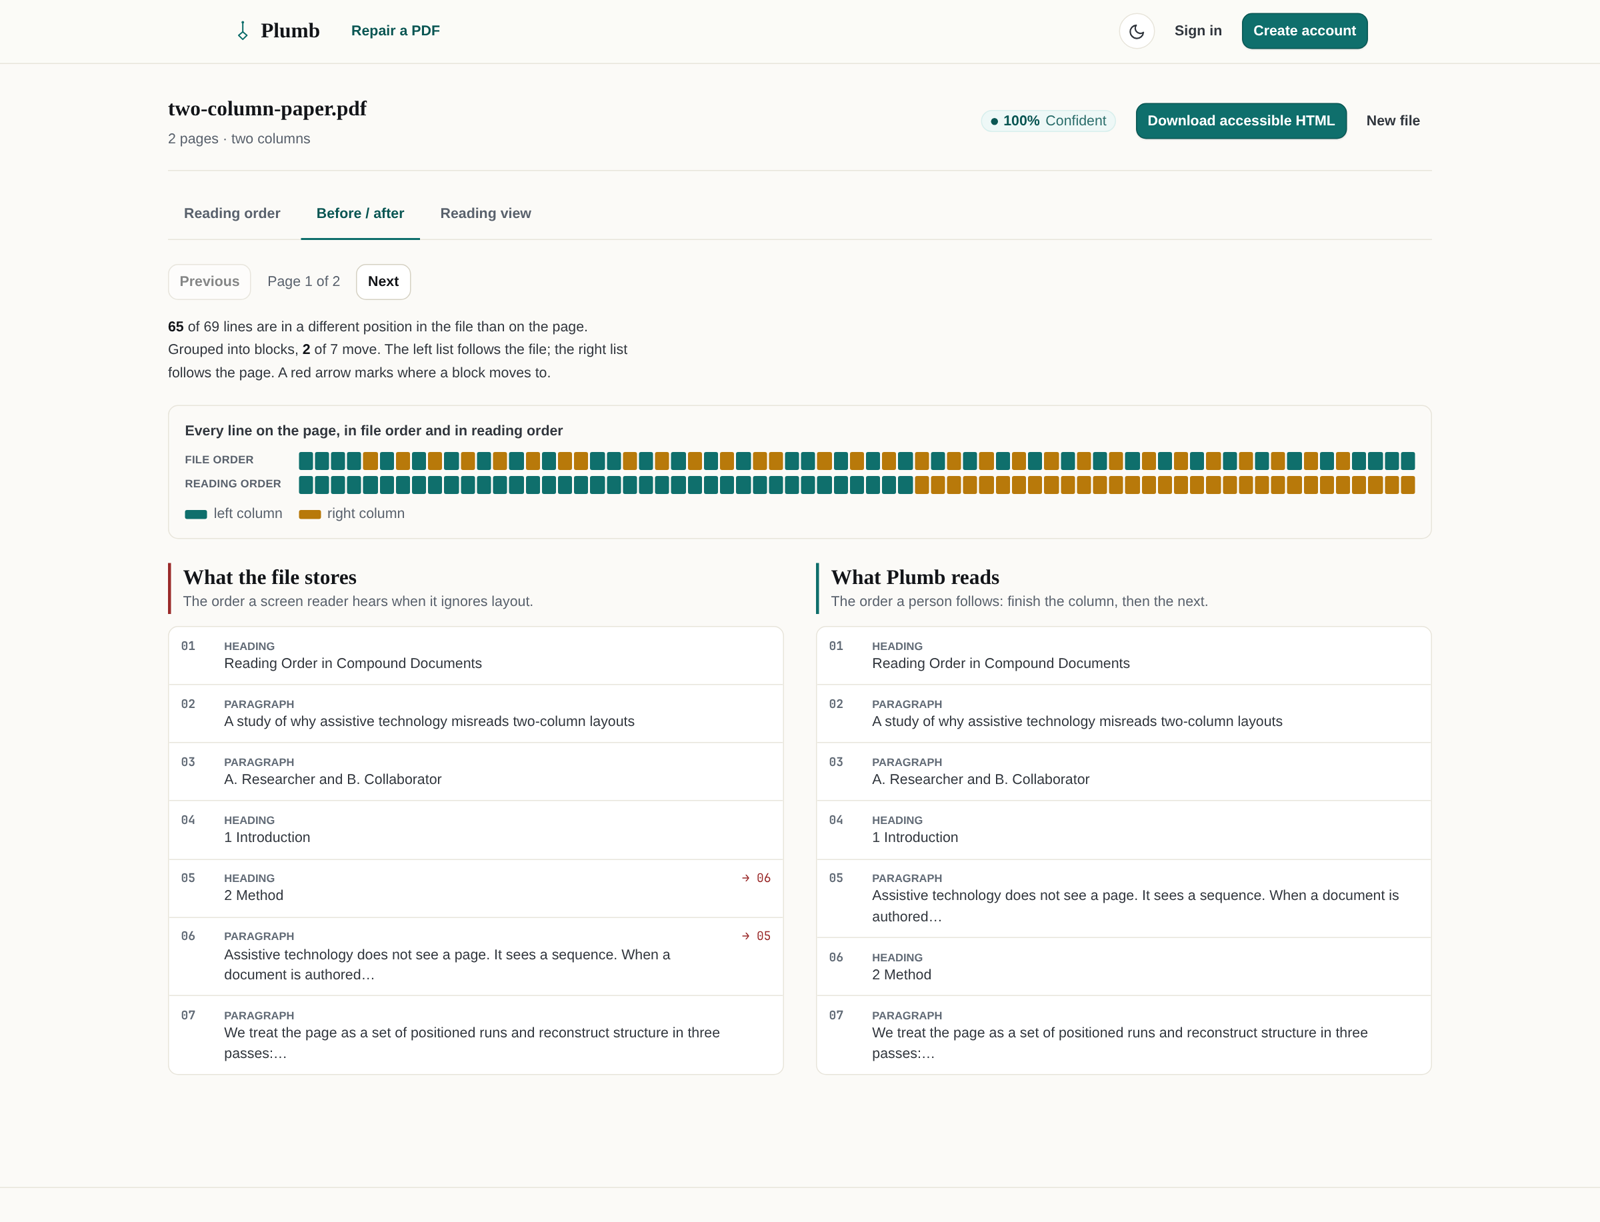 Plumb
Repair a PDF
Sign in
Create account
two-column-paper.pdf
2 pages · two columns
100% Confident
Download accessible HTML
New file
Reading order
Before / after
Reading view
Previous
Page 1 of 2
Next
65 of 69 lines are in a different position in the file than on the page.
Grouped into blocks, 2 of 7 move. The left list follows the file; the right list
follows the page. A red arrow marks where a block moves to.
Every line on the page, in file order and in reading order
FILE ORDER
READING ORDER
left column
right column
What the file stores
The order a screen reader hears when it ignores layout.
01
HEADING
Reading Order in Compound Documents
02
PARAGRAPH
A study of why assistive technology misreads two-column layouts
03
PARAGRAPH
A. Researcher and B. Collaborator
04
HEADING
1 Introduction
05
HEADING
→ 06
2 Method
06
PARAGRAPH
→ 05
Assistive technology does not see a page. It sees a sequence. When a
document is authored…
07
PARAGRAPH
We treat the page as a set of positioned runs and reconstruct structure in three
passes:…
What Plumb reads
The order a person follows: finish the column, then the next.
01
HEADING
Reading Order in Compound Documents
02
PARAGRAPH
A study of why assistive technology misreads two-column layouts
03
PARAGRAPH
A. Researcher and B. Collaborator
04
HEADING
1 Introduction
05
PARAGRAPH
Assistive technology does not see a page. It sees a sequence. When a document is
authored…
06
HEADING
2 Method
07
PARAGRAPH
We treat the page as a set of positioned runs and reconstruct structure in three
passes:…